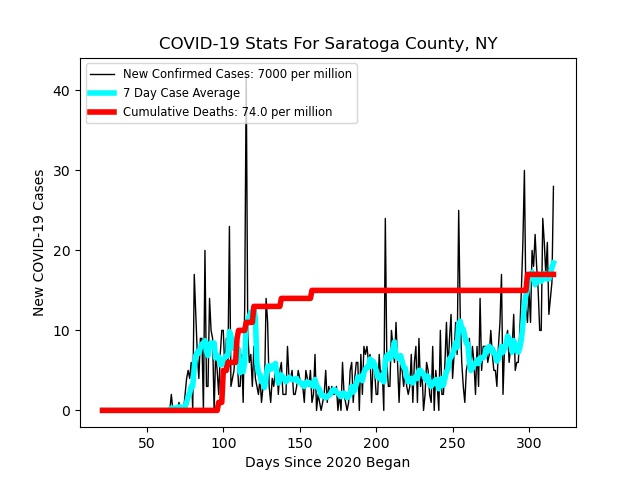 COVID-19 Stats For Saratoga County, NY
New Confirmed Cases: 7000 per million
7 Day Case Average
Cumulative Deaths: 74.0 per million
New COVID-19 Cases
40
30
20
10
0
50 100 150 200 250 300
Days Since 2020 Began